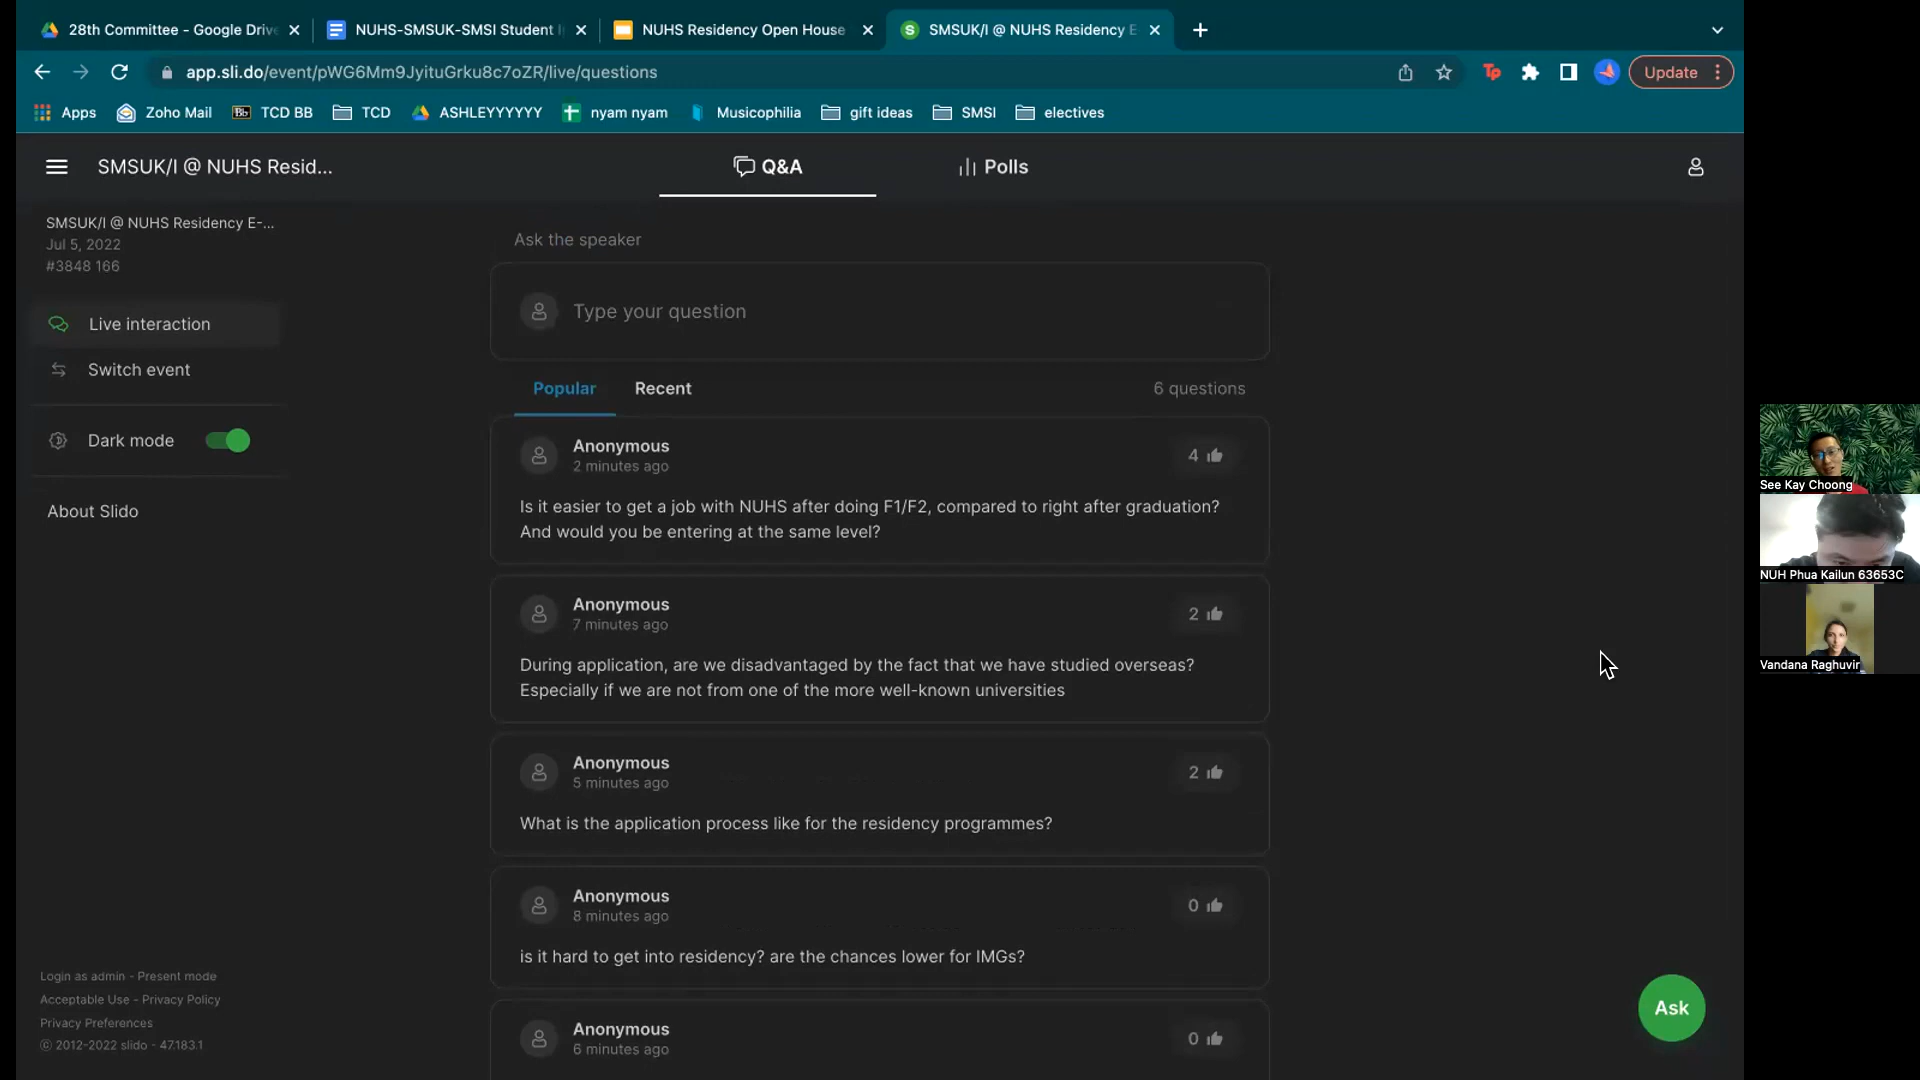 28th Committee - Google Drive
NUHS-SMSUK-SMSI Student I
NUHS Residency Open House
S
SMSUK/I @ NUHS Residency E
app.sli.do/event/pWG6Mm9JyituGrku8c7oZR/live/questions
Tp
Update
Apps
Zoho Mail
Bb
TCD BB
TCD
ASHLEYYYYYY
nyam nyam
Musicophilia
gift ideas
SMSI
electives
SMSUK/I @ NUHS Resid...
Q&A
Polls
SMSUK/I @ NUHS Residency E-...
Jul 5, 2022
#3848 166
Live interaction
Switch event
Dark mode
About Slido
Login as admin - Present mode
Acceptable Use - Privacy Policy
Privacy Preferences
© 2012-2022 slido - 47.183.1
Ask the speaker
Type your question
Popular
Recent
6 questions
Anonymous
2 minutes ago
4
Is it easier to get a job with NUHS after doing F1/F2, compared to right after graduation?
And would you be entering at the same level?
Anonymous
7 minutes ago
2
During application, are we disadvantaged by the fact that we have studied overseas?
Especially if we are not from one of the more well-known universities
Anonymous
5 minutes ago
2
What is the application process like for the residency programmes?
Anonymous
8 minutes ago
0
is it hard to get into residency? are the chances lower for IMGs?
Anonymous
6 minutes ago
0
Ask
See Kay Choong
NUH Phua Kailun 63653C
Vandana Raghuvir